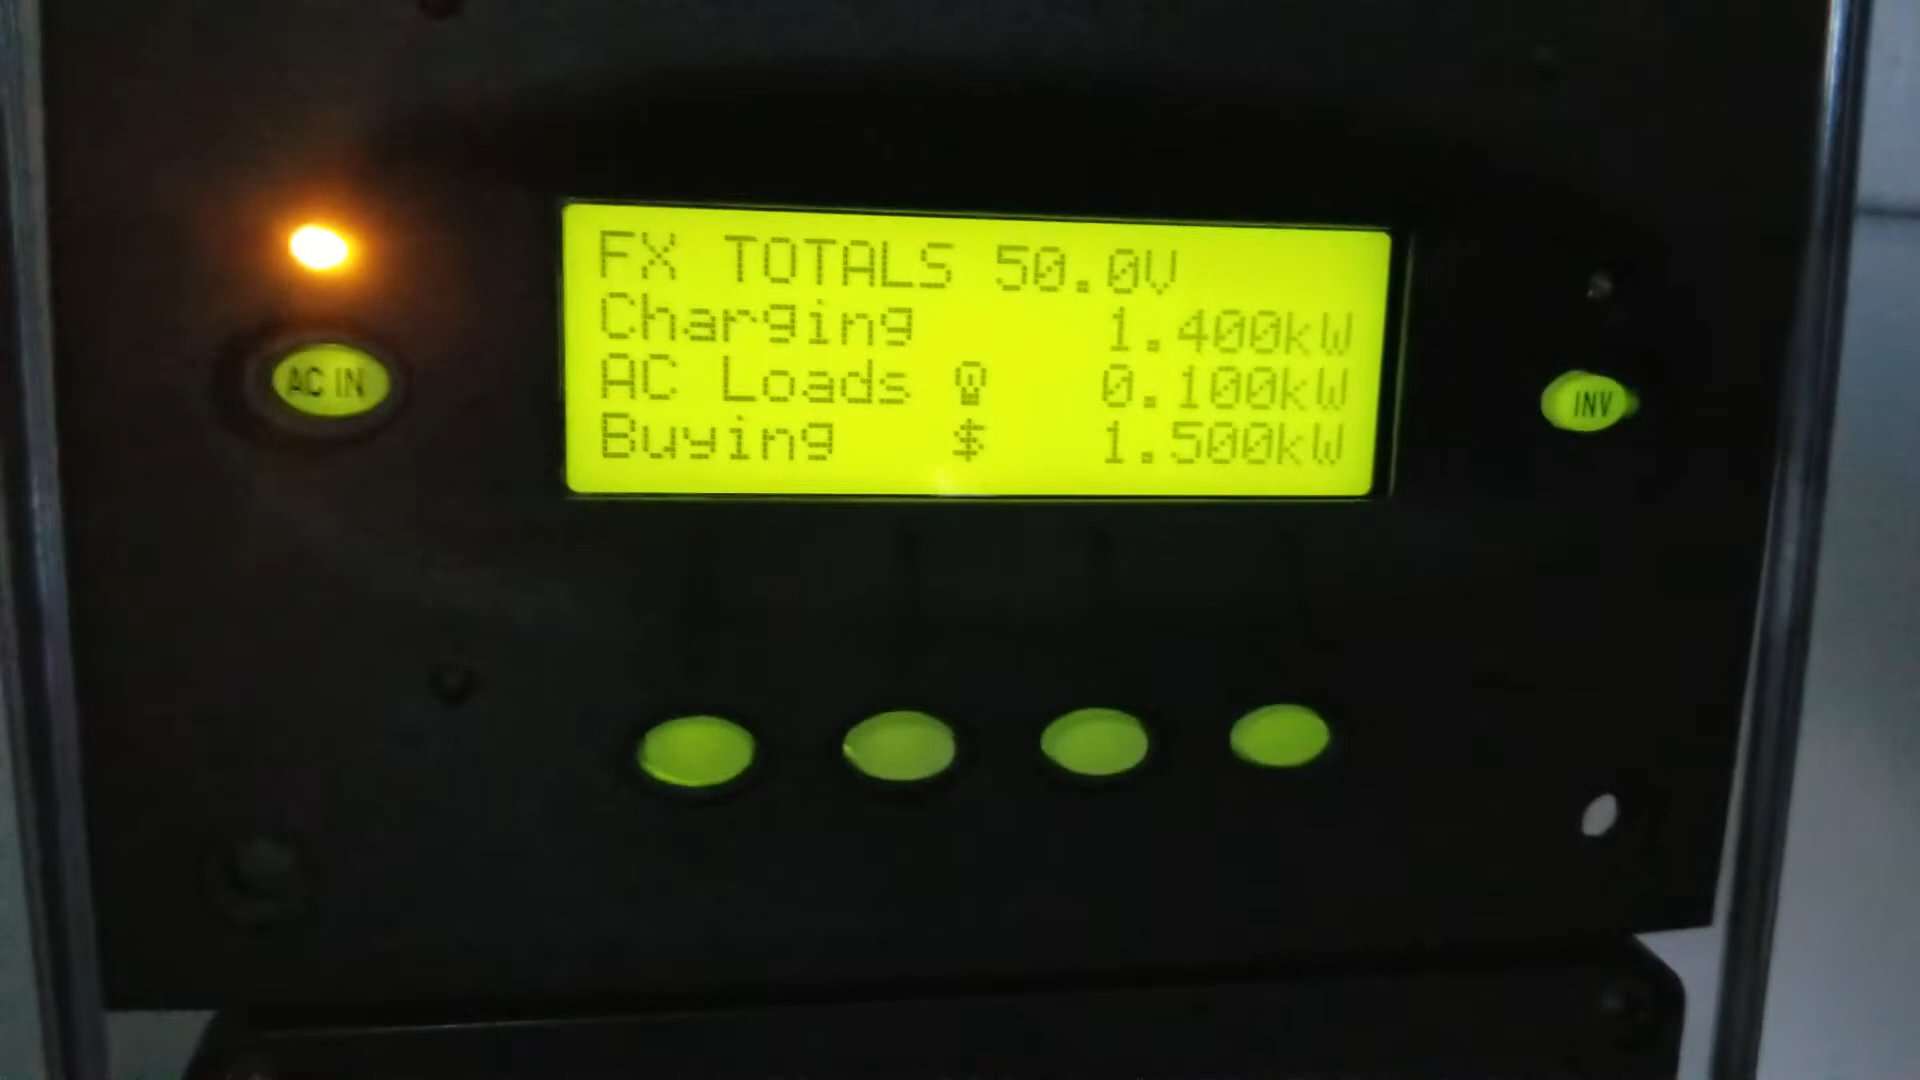 FX TOTALS 50.0V
Charging 1.400kW
AC Loads 0.100kW
Buying $ 1.500kW
AC IN
INV